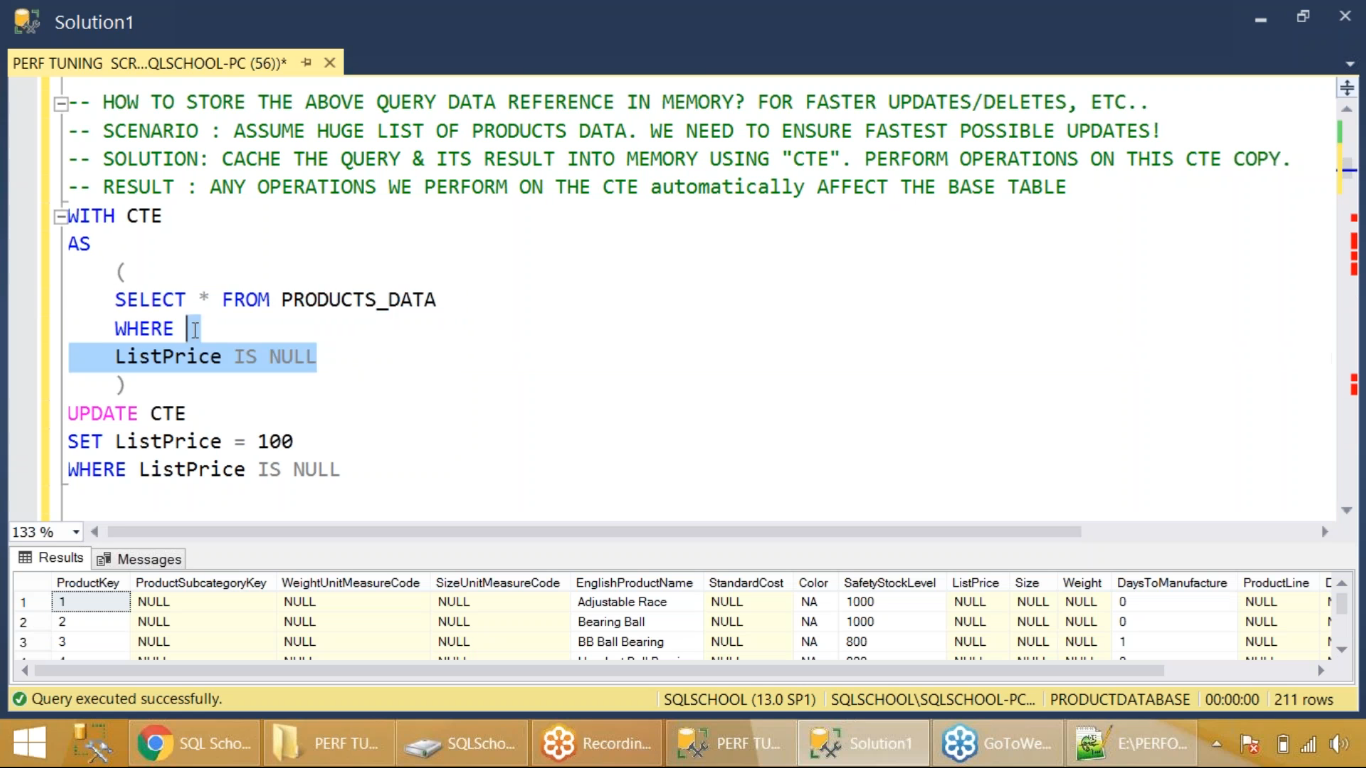 Solution1
PERF TUNING SCR...QLSCHOOL-PC (56))*
-- HOW TO STORE THE ABOVE QUERY DATA REFERENCE IN MEMORY? FOR FASTER UPDATES/DELETES, ETC..
-- SCENARIO : ASSUME HUGE LIST OF PRODUCTS DATA. WE NEED TO ENSURE FASTEST POSSIBLE UPDATES!
-- SOLUTION: CACHE THE QUERY & ITS RESULT INTO MEMORY USING "CTE". PERFORM OPERATIONS ON THIS CTE COPY.
-- RESULT : ANY OPERATIONS WE PERFORM ON THE CTE automatically AFFECT THE BASE TABLE
WITH CTE
AS
(
SELECT * FROM PRODUCTS_DATA
WHERE
ListPrice IS NULL
)
UPDATE CTE
SET ListPrice = 100
WHERE ListPrice IS NULL
133 %
Results Messages
ProductKey ProductSubcategoryKey WeightUnitMeasureCode SizeUnitMeasureCode EnglishProductName StandardCost Color SafetyStockLevel ListPrice Size Weight DaysToManufacture ProductLine
1 1 NULL NULL NULL Adjustable Race NULL NA 1000 NULL NULL NULL 0 NULL
2 2 NULL NULL NULL Bearing Ball NULL NA 1000 NULL NULL NULL 0 NULL
3 3 NULL NULL NULL BB Ball Bearing NULL NA 800 NULL NULL NULL 1 NULL
Query executed successfully. SQLSCHOOL (13.0 SP1) SQLSCHOOL\SQLSCHOOL-PC... PRODUCTDATABASE 00:00:00 211 rows
SQL Scho... PERF TU... SQLScho... Recordin... PERF TU... Solution1 GoToWe... E:\PERFO...